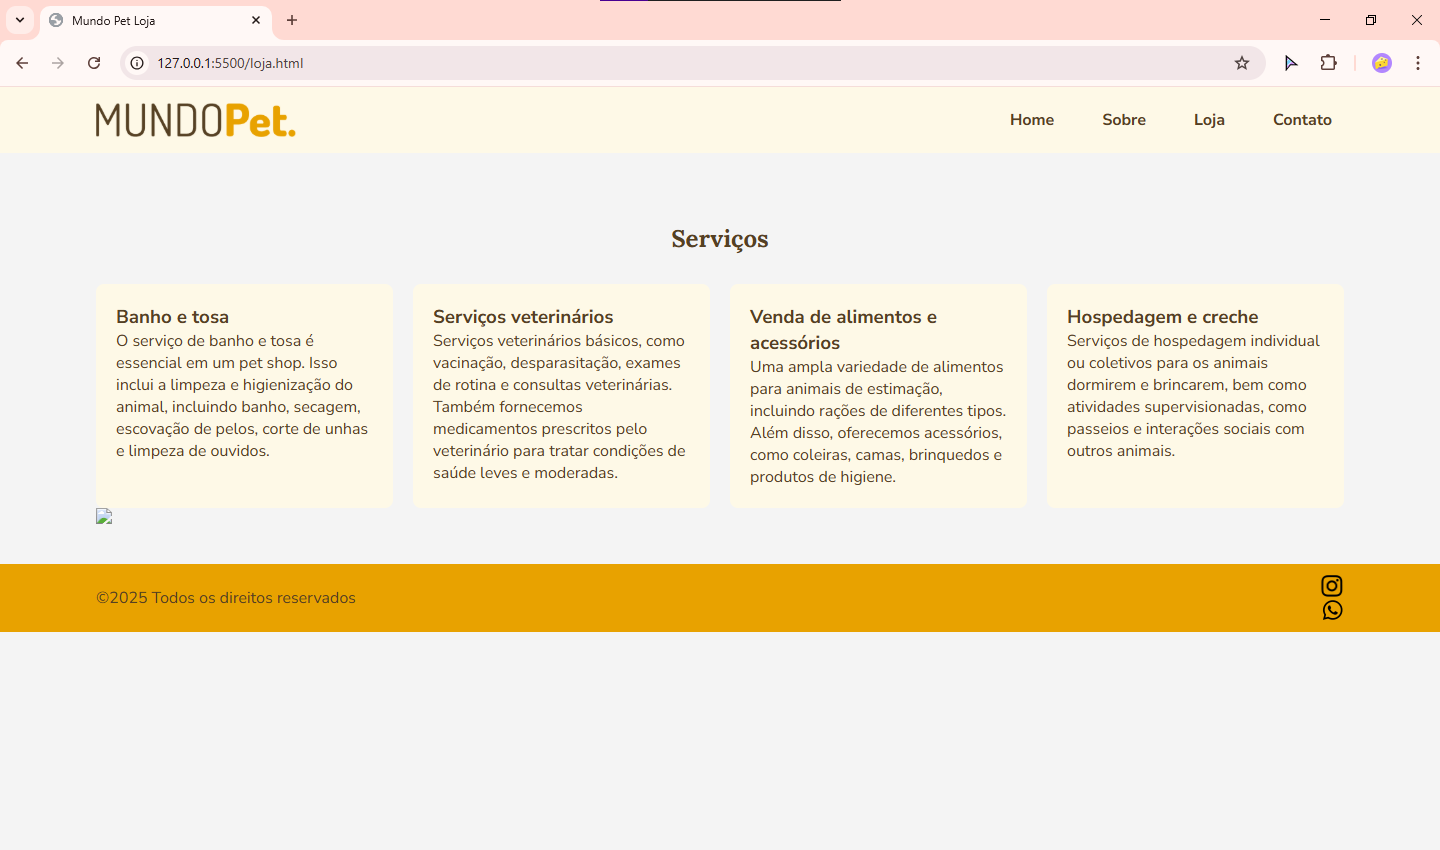 Mundo Pet Loja
127.0.0.1:5500/loja.html
MUNDOPet.
Home Sobre Loja Contato
Serviços
Banho e tosa
O serviço de banho e tosa é
essencial em um pet shop. Isso
inclui a limpeza e higienização do
animal, incluindo banho, secagem,
escovação de pelos, corte de unhas
e limpeza de ouvidos.
Serviços veterinários
Serviços veterinários básicos, como
vacinação, desparasitação, exames
de rotina e consultas veterinárias.
Também fornecemos
medicamentos prescritos pelo
veterinário para tratar condições de
saúde leves e moderadas.
Venda de alimentos e
acessórios
Uma ampla variedade de alimentos
para animais de estimação,
incluindo rações de diferentes tipos.
Além disso, oferecemos acessórios,
como coleiras, camas, brinquedos e
produtos de higiene.
Hospedagem e creche
Serviços de hospedagem individual
ou coletivos para os animais
dormirem e brincarem, bem como
atividades supervisionadas, como
passeios e interações sociais com
outros animais.
©2025 Todos os direitos reservados